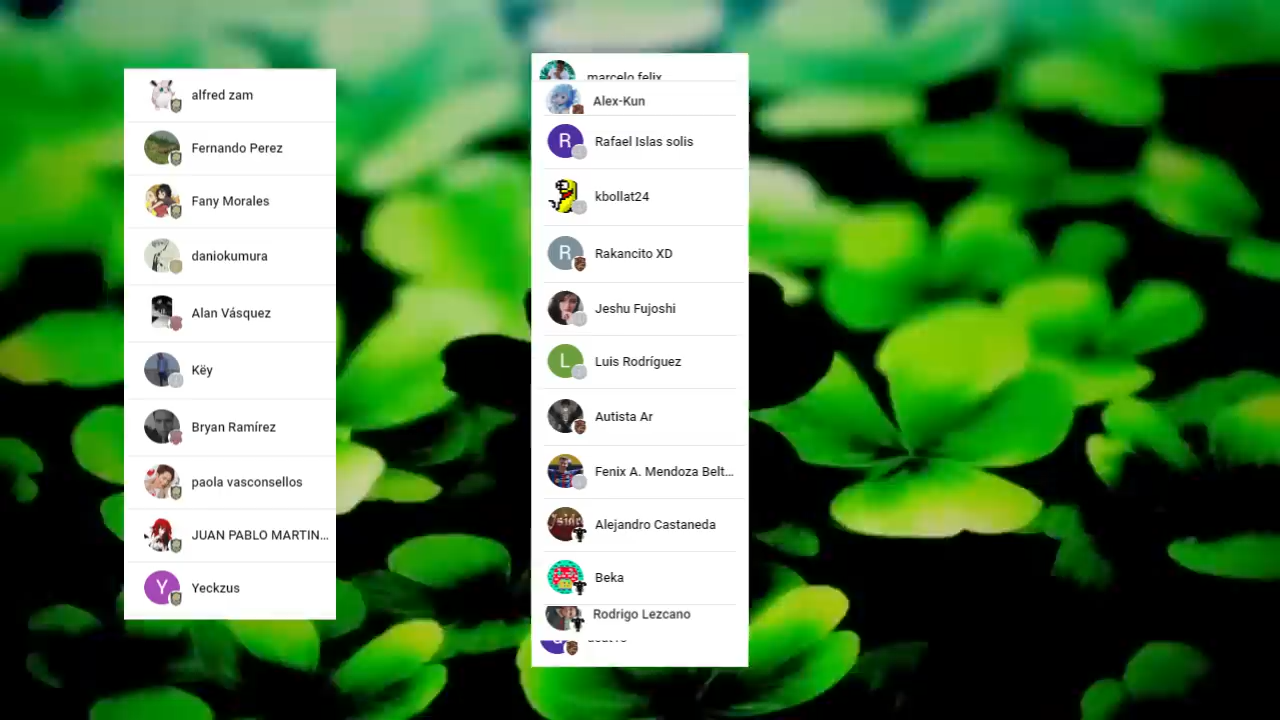 alfred zam
Fernando Perez
Fany Morales
daniokumura
Alan Vásquez
Këy
Bryan Ramírez
paola vasconsellos
JUAN PABLO MARTIN...
Y
Yeckzus
marcelo felix
Alex-Kun
R
Rafael Islas solis
kbollat24
R
Rakancito XD
Jeshu Fujoshi
L
Luis Rodríguez
Autista Ar
Fenix A. Mendoza Belt...
Alejandro Castaneda
Beka
Rodrigo Lezcano